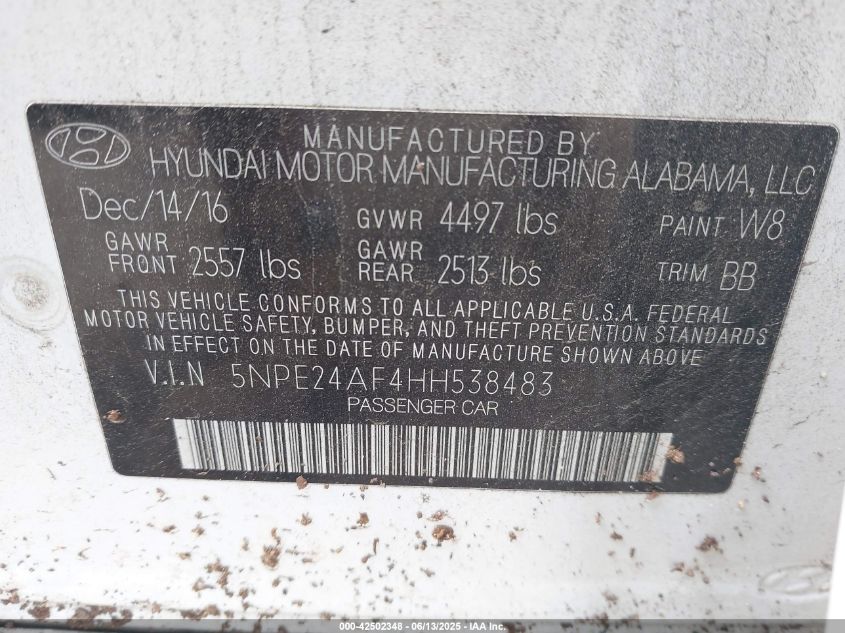 MANUFACTURED BY
HYUNDAI MOTOR MANUFACTURING ALABAMA, LLC
Dec/14/16 GVWR 4497 lbs PAINT W8
GAWR FRONT 2557 lbs GAWR REAR 2513 lbs TRIM BB
THIS VEHICLE CONFORMS TO ALL APPLICABLE U.S.A. FEDERAL
MOTOR VEHICLE SAFETY, BUMPER, AND THEFT PREVENTION STANDARDS
IN EFFECT ON THE DATE OF MANUFACTURE SHOWN ABOVE
V.I.N 5NPE24AF4HH538483
PASSENGER CAR
000-42502348 - 06/13/2025 - IAA Inc.